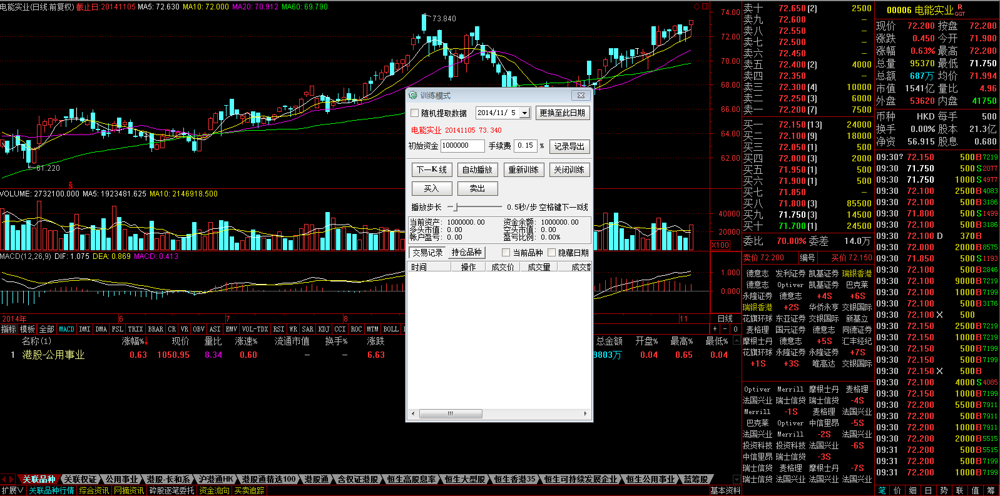 电能实业(日线.前复权) 截止日:20141105 MA5: 72.630 MA10: 72.000 MA20: 70.912 MA60: 69.790
73.840
61.220
74.00
72.00
70.00
68.00
66.00
64.00
62.00
60.00
VOLUME: 2732100.000 MA5: 1923481.625 MA10: 2146918.500
40000
20000
X100
MACD(12,26,9) DIF: 1.075 DEA: 0.869 MACD: 0.413
1.000
0.000
2014年 6 7 8 11 日线
指标 模板 全部 MACD DMI DMA FSL TRIX BRAR CR VR OBV ASI EMV VOL-TDX RSI WR SAR KDJ CCI ROC MTM BOLL + - 0
名称(1) 涨幅%↓ 现价 量比 涨速% 流通市值 换手% 涨跌 总金额 开盘% 最高% 最低%
1 港股-公用事业 0.63 1050.95 8.34 0.60 — — 6.63 9803万 0.04 0.65 0.04
训练模式
随机提取数据 2014/11/ 5 更换至此日期
电能实业 20141105 73.340
初始资金 1000000 手续费 0.15 % 记录导出
下一K线 自动播放 重新训练 关闭训练
买入 卖出
播放步长 0.5秒/步 空格键下一K线
当前资产: 1000000.00 资金余额: 1000000.00
多头市值: 0.00 空头市值: 0.00
帐户盈亏: 0.00 盈亏比例: 0.00%
交易记录 持仓品种 当前品种 隐藏日期
时间 操作 成交价 成交量 成交客
关联品种 关联权证 公用事业 港股-长和系 沪港通HK 港股通精选100 港股通 含权证港股 恒生高股息率 恒生大型股 恒生香港35 恒生可持续发展企业 恒生公用事业 蓝筹股
扩展∨ 关联品种行情 综合资讯 网摘资讯 碎股逐笔委托 资金流向 买卖追踪 基本资料
卖十 72.650 (2) 2500
卖九 72.600 —
卖八 72.550 —
卖七 72.500 —
卖六 72.450 —
卖五 72.400 (2) 4000
卖四 72.350 —
卖三 72.300 (4) 10000
卖二 72.250 (3) 6000
卖一 72.200 (7) 7500
买一 72.150 (13) 24000
买二 72.100 (9) 18000
买三 72.050 (1) 500
买四 72.000 (3) 2000
买五 71.950 (1) 500
买六 71.900 (1) 500
买七 71.850 —
买八 71.800 (3) 85500
买九 71.750 (3) 14500
买十 71.700 (1) 24500
委比 70.00% 委差 14.0万
卖价 72.200 编号 买价 72.150
德意志 发利证券 凯基证券 瑞银香港
德意志 Optiver 凯基证券 巴克莱
永隆证券 德意志 +4S +6S
瑞银香港 +2S 华侨永亨 交银国际
花旗环球 东亚证券 交银国际 新基立
麦格理 国元证券 德意志 同德证券
摩根士丹 德意志 +5S 汇丰经纪
花旗环球 永隆证券 永隆证券 +7S
+1S +3S 唯高达 交银国际
Optiver Merrill 摩根士丹 麦格理
法国兴业 瑞士信贷 瑞士信贷 -4S
Merrill -1S 麦格理 法国兴业
巴克莱 Optiver 中信里昂 -5S
法国兴业 Merrill -2S 法国兴业
投资科技 投资科技 法国兴业 -6S
中信里昂 瑞士信贷 -3S
瑞士信贷 麦格理 摩根士丹 -7S
瑞士信贷 法国兴业 法国兴业 法国兴业
00006 电能实业 R GGT
现价 72.200 按盘 72.200
涨跌 0.450 今开 71.900
涨幅 0.63% 最高 72.200
总量 95370 最低 71.750
总额 687万 均价 71.994
市值 1541亿 量比 4.96
外盘 53620 内盘 41750
币种 HKD 每手 500
换手 0.00% 股本 21.3亿
净资 56.915 股息 0.680
09:30? 72.150 500 B 7219
09:30 71.750 500 S 2077
09:30 71.750 1000 S 4977
09:30 72.100 2500 B 4083
09:30 72.100 500 B 3186
09:30 71.800 500 S 1499
09:30 72.100 500 B 3186
09:30 72.100 D 370 B
09:30 72.000 2000 B 8575
09:30 71.850 500 S 1193
09:30 72.100 500 B 2846
09:30 72.100 9000 B 7219
09:30 72.100 1000 B 7199
09:30 72.100 500 B 3176
09:30 72.100 X 500
09:30 72.150 2500 B 7219
09:30 72.150 1000 B 7219
09:30 72.150 500 B 7199
09:30 72.150 500 B 7199
09:30 72.150 X 500 B
09:30 72.100 4000 S 4085
09:30 72.150 1000 B 7199
09:30 72.200 5500 B 7911
09:30 72.200 500 B 7911
09:30 72.200 1000 B 7911
09:30 72.200 2000 B 5515
09:31 72.200 500 B 5515
09:31 72.200 500 B 7199
09:31 72.200 1000 B 7199
笔 价 细 日 势 联 值 筹